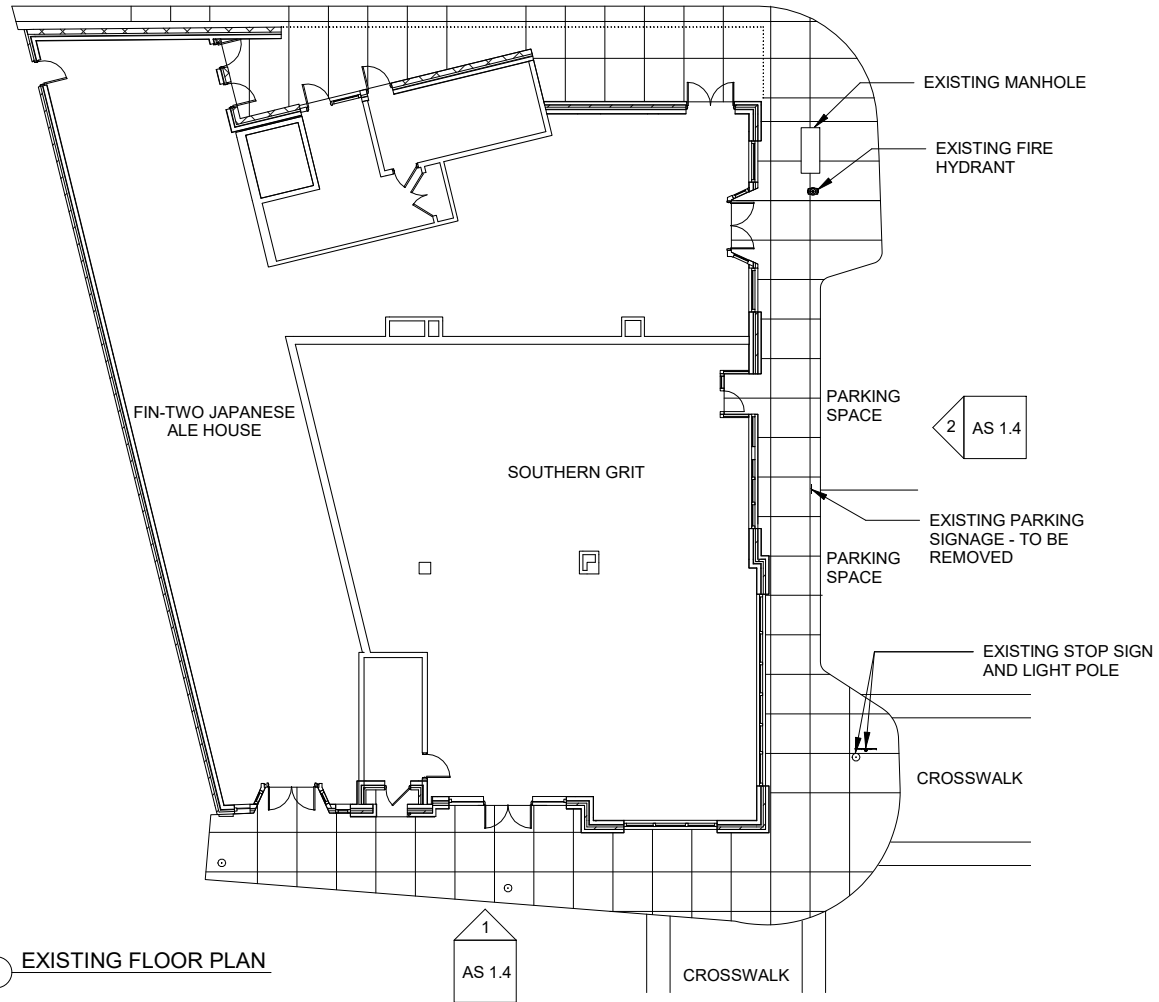 EXISTING MANHOLE
EXISTING FIRE
HYDRANT
FIN-TWO JAPANESE
ALE HOUSE
SOUTHERN GRIT
PARKING
SPACE
2
AS 1.4
EXISTING PARKING
SIGNAGE - TO BE
REMOVED
PARKING
SPACE
EXISTING STOP SIGN
AND LIGHT POLE
CROSSWALK
1
AS 1.4
CROSSWALK
EXISTING FLOOR PLAN